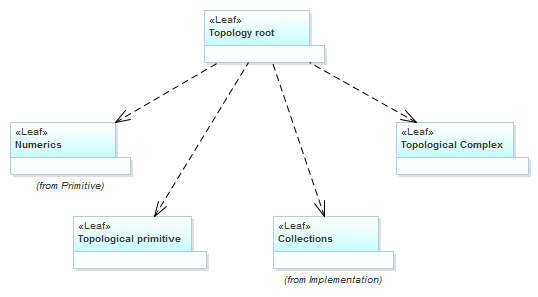 «Leaf»
Topology root
«Leaf»
Numerics
(from Primitive)
«Leaf»
Topological Complex
«Leaf»
Topological primitive
«Leaf»
Collections
(from Implementation)